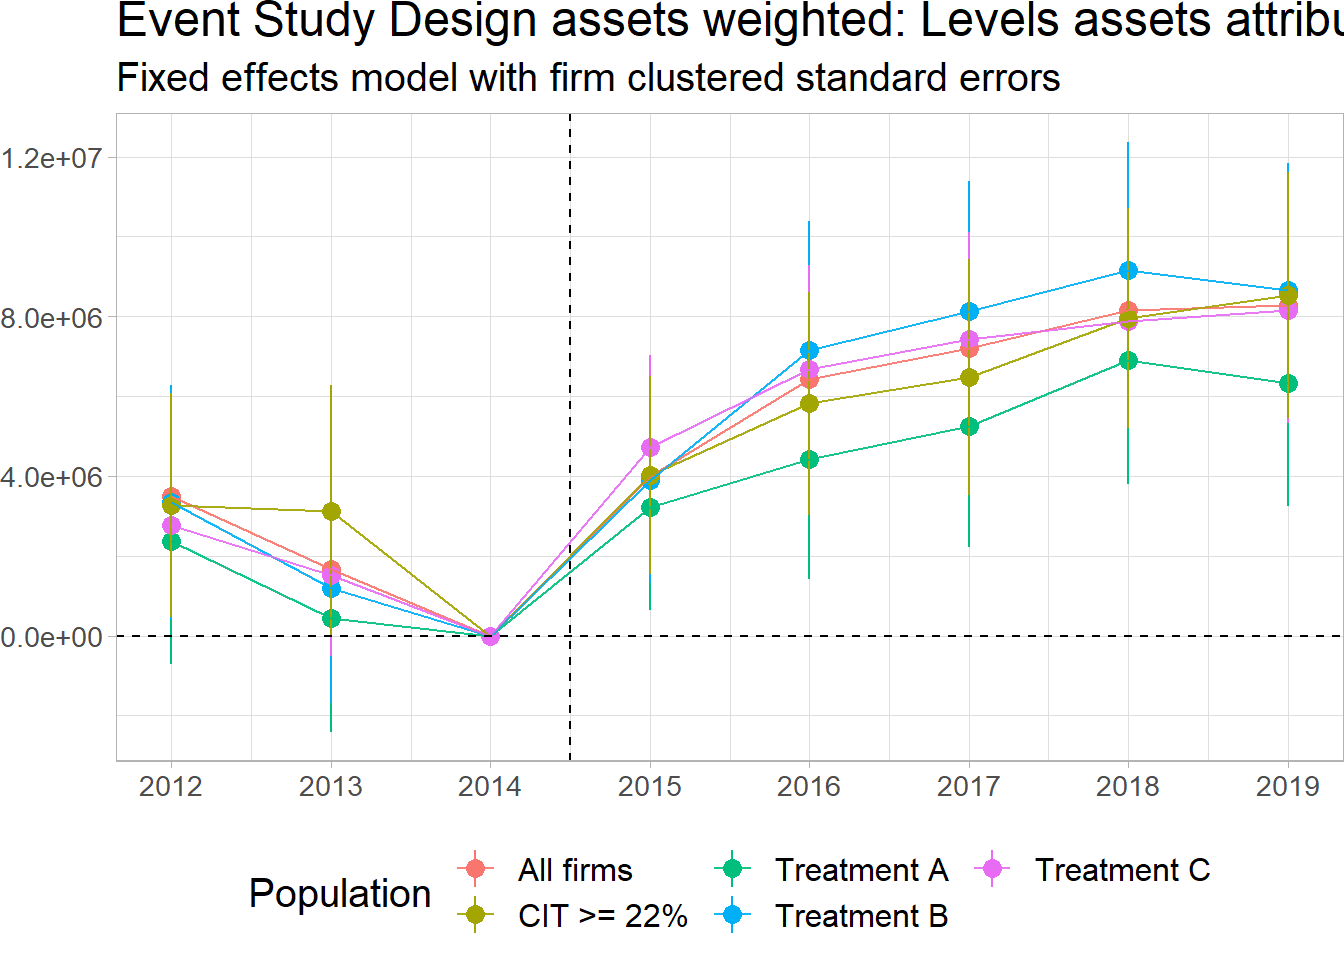 Event Study Design assets weighted: Levels assets
Fixed effects model with firm clustered standard errors
1.2e+07
8.0e+06
4.0e+06
0.0e+00
2012 2013 2014 2015 2016 2017 2018 2019
Population
All firms Treatment A Treatment C
CIT >= 22% Treatment B